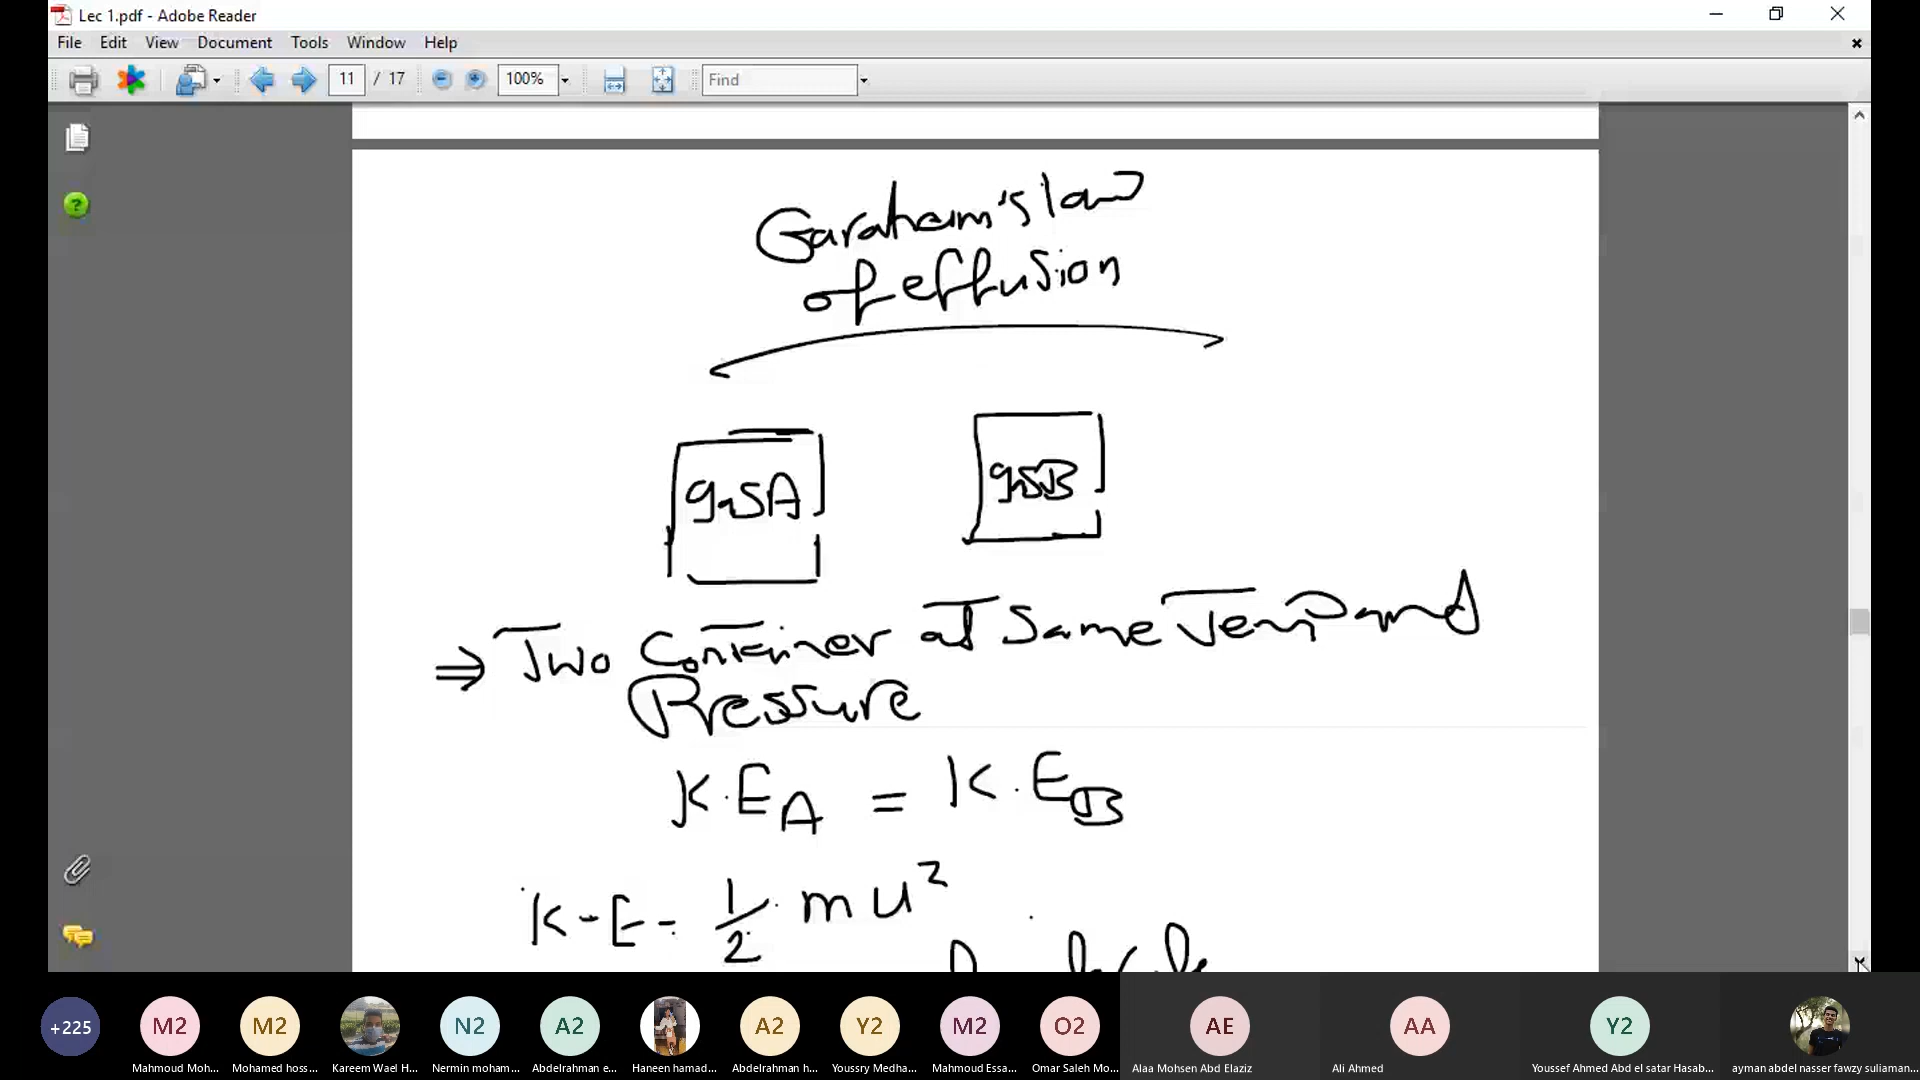 Lec 1.pdf - Adobe Reader
File Edit View Document Tools Window Help
11 / 17 100% Find
Garaham's law
of effusion
gas A gas B
⇒ Two Container at Same Temp and
Pressure
K.E_A = K.E_B
K-E = 1/2 m u²
+225 M2 M2 N2 A2 A2 Y2 M2 O2 AE AA Y2
Mahmoud Moh... Mohamed hoss... Kareem Wael H... Nermin moham... Abdelrahman e... Haneen hamad... Abdelrahman h... Youssry Medha... Mahmoud Essa... Omar Saleh Mo... Alaa Mohsen Abd Elaziz Ali Ahmed Youssef Ahmed Abd el satar Hasab... ayman abdel nasser fawzy suliaman...